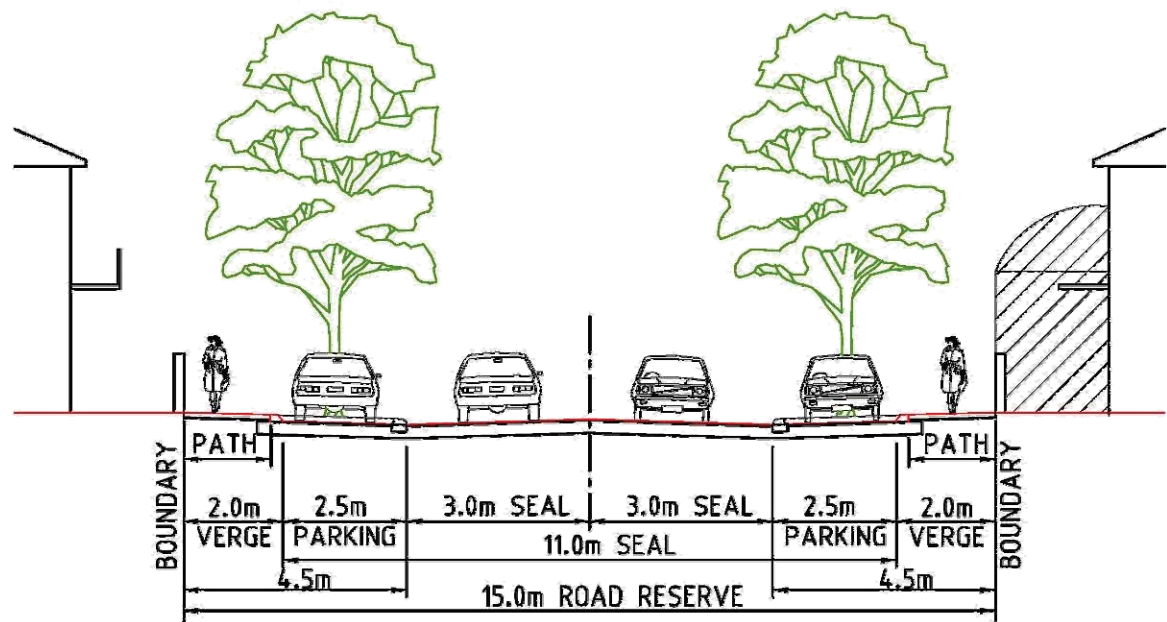 PATH
PATH
BOUNDARY
2.0m
VERGE
2.5m
PARKING
3.0m SEAL
3.0m SEAL
2.5m
PARKING
2.0m
VERGE
BOUNDARY
11.0m SEAL
4.5m
4.5m
15.0m ROAD RESERVE